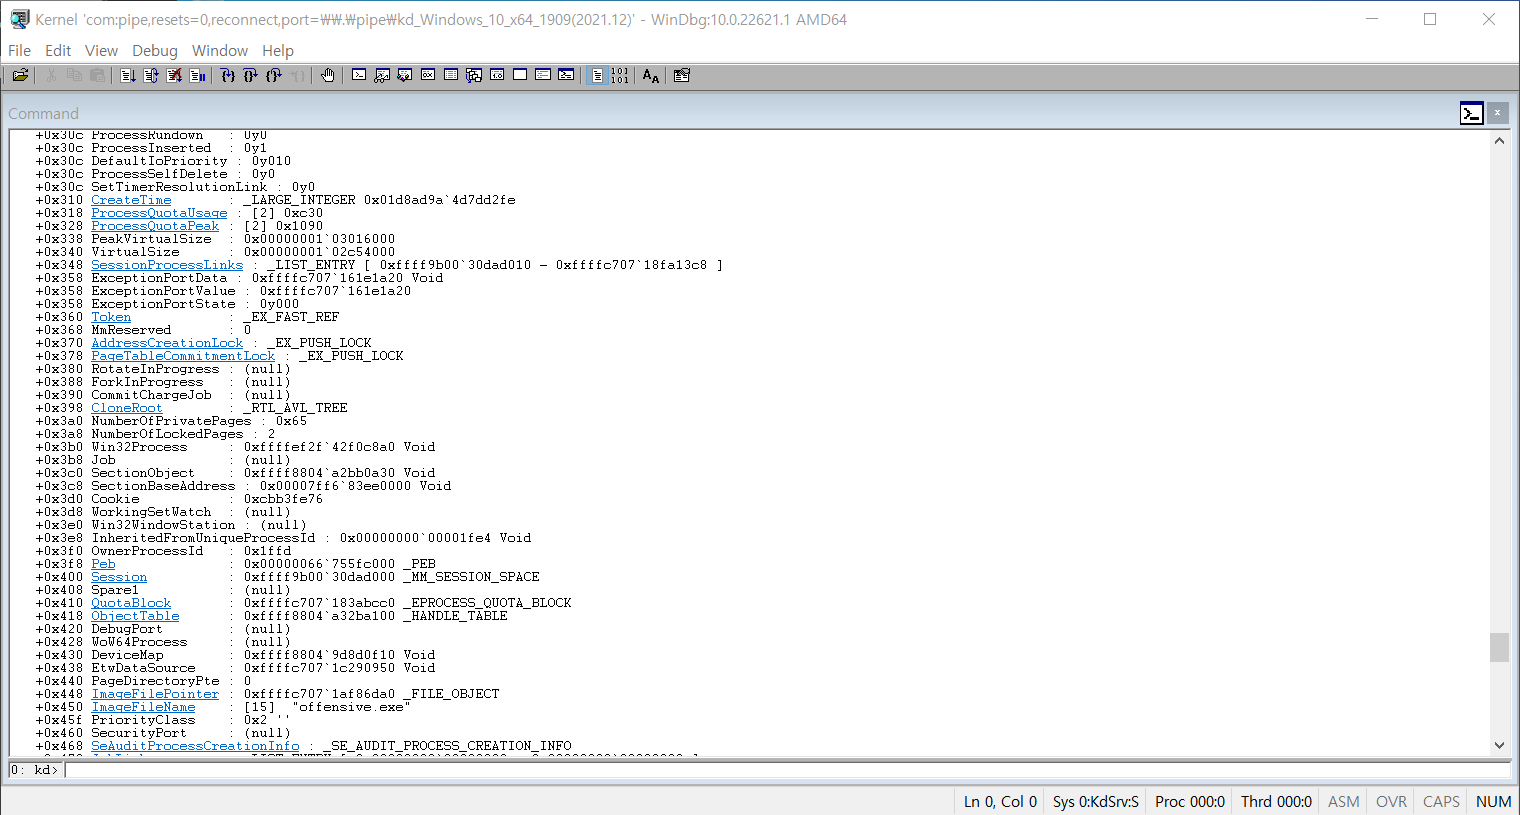 Kernel 'com:pipe,resets=0,reconnect,port=₩₩.₩pipe₩kd_Windows_10_x64_1909(2021.12)' - WinDbg:10.0.22621.1 AMD64
File Edit View Debug Window Help
Command
+0x30c ProcessRundown : 0y0
+0x30c ProcessInserted : 0y1
+0x30c DefaultIoPriority : 0y010
+0x30c ProcessSelfDelete : 0y0
+0x30c SetTimerResolutionLink : 0y0
+0x310 CreateTime : _LARGE_INTEGER 0x01d8ad9a`4d7dd2fe
+0x318 ProcessQuotaUsage : [2] 0xc30
+0x328 ProcessQuotaPeak : [2] 0x1090
+0x338 PeakVirtualSize : 0x00000001`03016000
+0x340 VirtualSize : 0x00000001`02c54000
+0x348 SessionProcessLinks : _LIST_ENTRY [ 0xffff9b00`30dad010 - 0xffffc707`18fa13c8 ]
+0x358 ExceptionPortData : 0xffffc707`161e1a20 Void
+0x358 ExceptionPortValue : 0xffffc707`161e1a20
+0x358 ExceptionPortState : 0y000
+0x360 Token : _EX_FAST_REF
+0x368 MmReserved : 0
+0x370 AddressCreationLock : _EX_PUSH_LOCK
+0x378 PageTableCommitmentLock : _EX_PUSH_LOCK
+0x380 RotateInProgress : (null)
+0x388 ForkInProgress : (null)
+0x390 CommitChargeJob : (null)
+0x398 CloneRoot : _RTL_AVL_TREE
+0x3a0 NumberOfPrivatePages : 0x65
+0x3a8 NumberOfLockedPages : 2
+0x3b0 Win32Process : 0xffffef2f`42f0c8a0 Void
+0x3b8 Job : (null)
+0x3c0 SectionObject : 0xffff8804`a2bb0a30 Void
+0x3c8 SectionBaseAddress : 0x00007ff6`83ee0000 Void
+0x3d0 Cookie : 0xcbb3fe76
+0x3d8 WorkingSetWatch : (null)
+0x3e0 Win32WindowStation : (null)
+0x3e8 InheritedFromUniqueProcessId : 0x00000000`00001fe4 Void
+0x3f0 OwnerProcessId : 0x1ffd
+0x3f8 Peb : 0x00000066`755fc000 _PEB
+0x400 Session : 0xffff9b00`30dad000 _MM_SESSION_SPACE
+0x408 Spare1 : (null)
+0x410 QuotaBlock : 0xffffc707`183abcc0 _EPROCESS_QUOTA_BLOCK
+0x418 ObjectTable : 0xffff8804`a32ba100 _HANDLE_TABLE
+0x420 DebugPort : (null)
+0x428 WoW64Process : (null)
+0x430 DeviceMap : 0xffff8804`9d8d0f10 Void
+0x438 EtwDataSource : 0xffffc707`1c290950 Void
+0x440 PageDirectoryPte : 0
+0x448 ImageFilePointer : 0xffffc707`1af86da0 _FILE_OBJECT
+0x450 ImageFileName : [15] "offensive.exe"
+0x45f PriorityClass : 0x2 ''
+0x460 SecurityPort : (null)
+0x468 SeAuditProcessCreationInfo : _SE_AUDIT_PROCESS_CREATION_INFO
0: kd>
Ln 0, Col 0 Sys 0:KdSrv:S Proc 000:0 Thrd 000:0 ASM OVR CAPS NUM